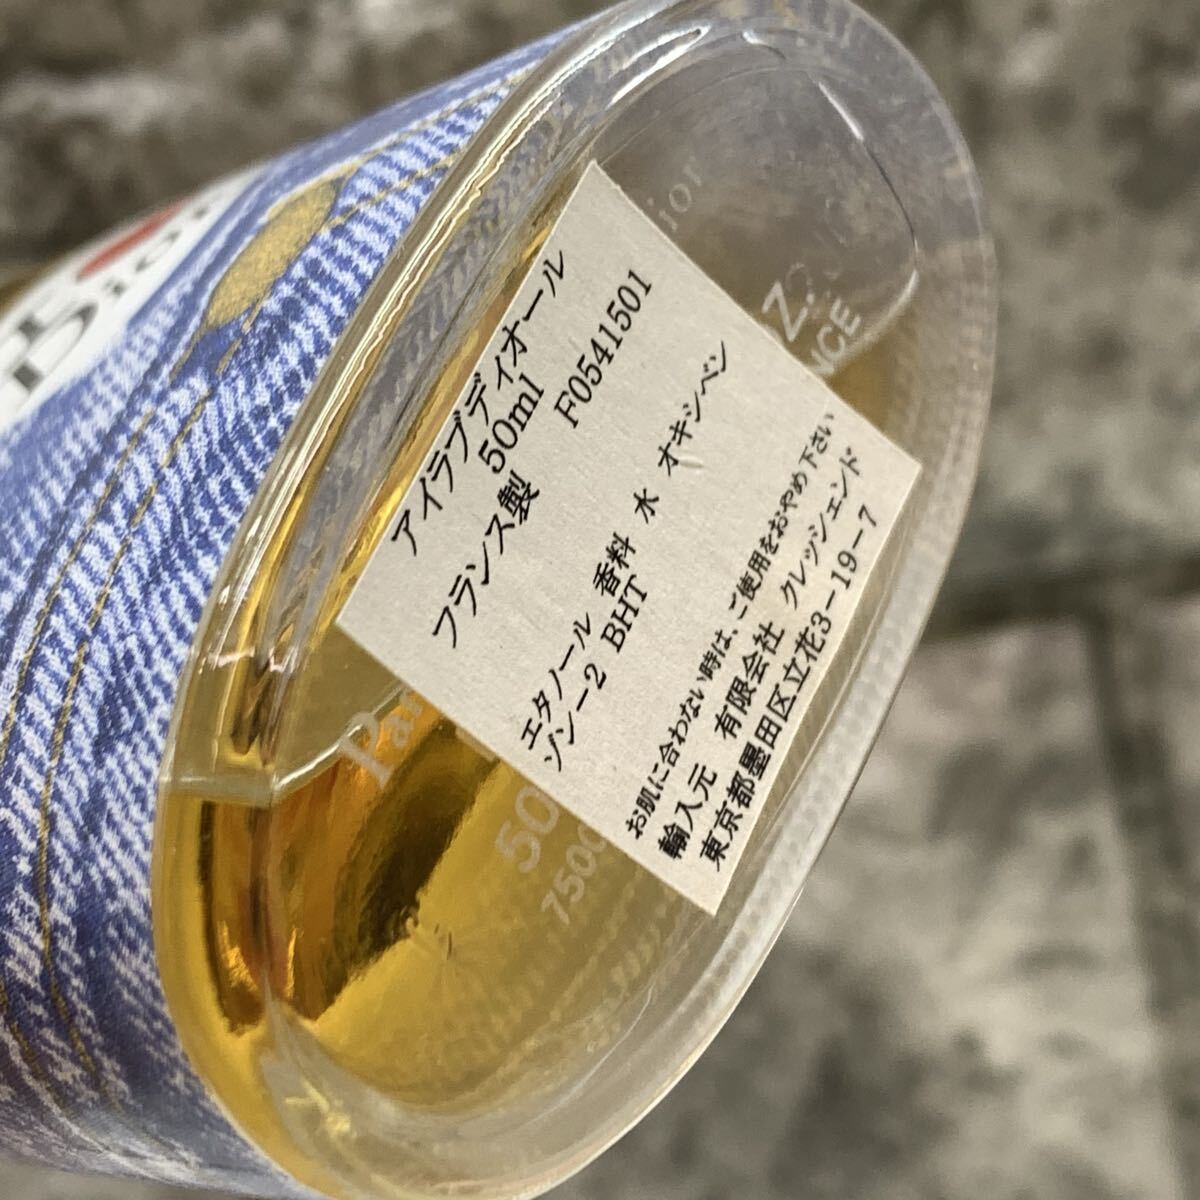 アイラブディオール
50ml
フランス製 F0541501
エタノール 香料 水 オキシベン
ゾン-2 BHT
お肌に合わない時は、ご使用をおやめ下さい
輸入元 有限会社 クレッシェンド
東京都墨田区立花3-19-7
Dior
50
7500